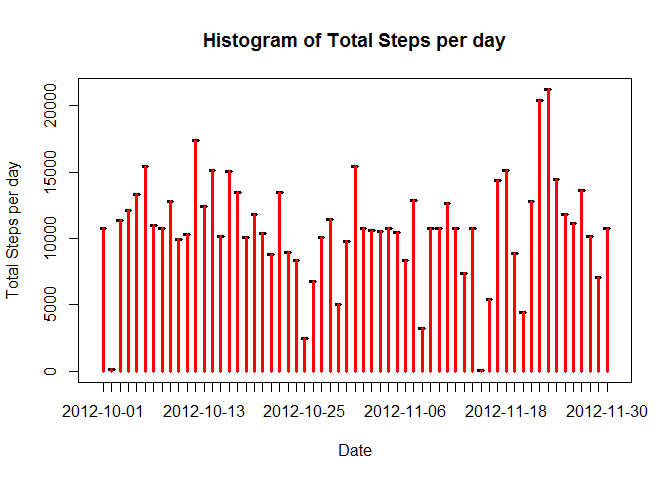 Histogram of Total Steps per day
Total Steps per day
20000
15000
10000
5000
0
2012-10-01 2012-10-13 2012-10-25 2012-11-06 2012-11-18 2012-11-30
Date